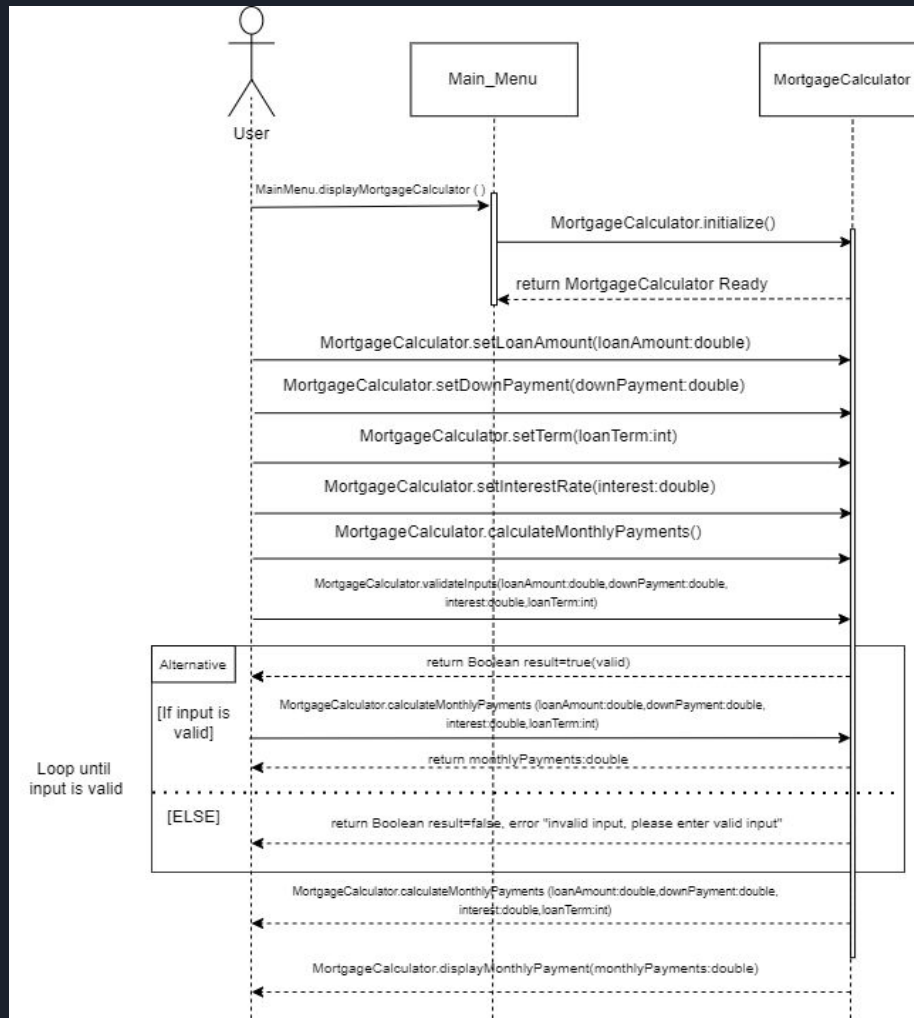 User
Main_Menu
MortgageCalculator
MainMenu.displayMortgageCalculator ( )
MortgageCalculator.initialize()
return MortgageCalculator Ready
MortgageCalculator.setLoanAmount(loanAmount:double)
MortgageCalculator.setDownPayment(downPayment:double)
MortgageCalculator.setTerm(loanTerm:int)
MortgageCalculator.setInterestRate(interest:double)
MortgageCalculator.calculateMonthlyPayments()
MortgageCalculator.validateInputs(loanAmount:double,downPayment:double,
interest:double,loanTerm:int)
Alternative
return Boolean result=true(valid)
[If input is
valid]
MortgageCalculator.calculateMonthlyPayments (loanAmount:double,downPayment:double,
interest:double,loanTerm:int)
return monthlyPayments:double
Loop until
input is valid
[ELSE]
return Boolean result=false, error "invalid input, please enter valid input"
MortgageCalculator.calculateMonthlyPayments (loanAmount:double,downPayment:double,
interest:double,loanTerm:int)
MortgageCalculator.displayMonthlyPayment(monthlyPayments:double)